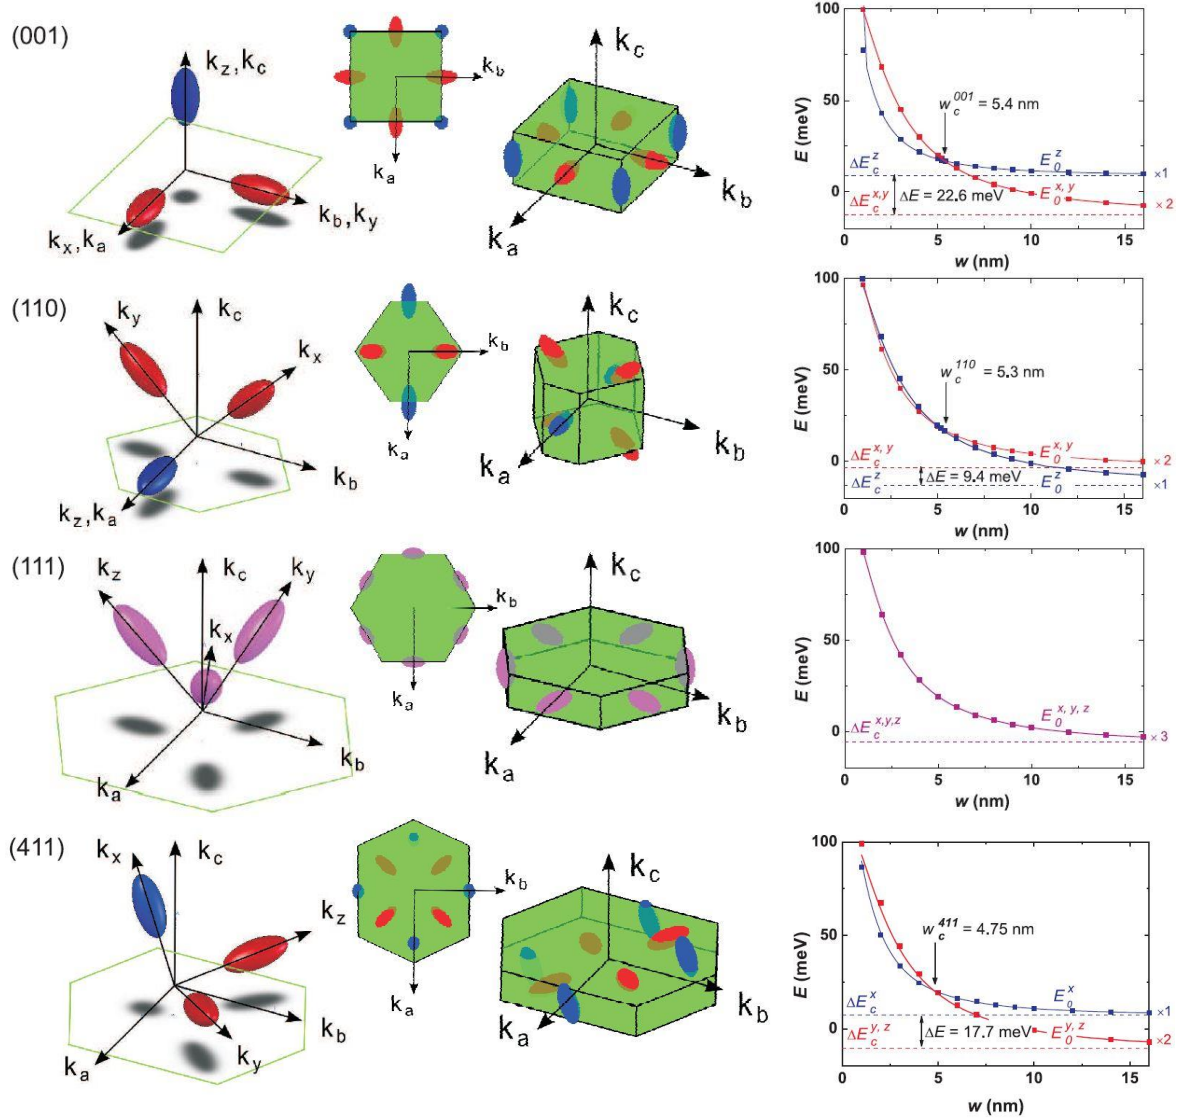 (001)
k_z,k_c
k_b,k_y
k_x,k_a
k_b
k_a
k_c
k_b
k_a
E (meV)
100
50
0
w_c^001 = 5.4 nm
ΔE_c^z
E_0^z
×1
ΔE_c^x,y
ΔE = 22.6 meV
E_0^x,y
×2
0 5 10 15
w (nm)
(110)
k_y
k_c
k_x
k_b
k_z,k_a
k_b
k_a
k_c
k_b
k_a
E (meV)
100
50
0
w_c^110 = 5.3 nm
ΔE_c^x,y
E_0^x,y
×2
ΔE_c^z
ΔE = 9.4 meV
E_0^z
×1
0 5 10 15
w (nm)
(111)
k_z
k_c
k_y
k_x
k_b
k_a
k_b
k_a
k_c
k_b
k_a
E (meV)
100
50
0
ΔE_c^x,y,z
E_0^x,y,z
×3
0 5 10 15
w (nm)
(411)
k_x
k_c
k_z
k_b
k_y
k_a
k_b
k_a
k_c
k_b
k_a
E (meV)
100
50
0
w_c^411 = 4.75 nm
ΔE_c^x
E_0^x
×1
ΔE_c^y,z
ΔE = 17.7 meV
E_0^y,z
×2
0 5 10 15
w (nm)